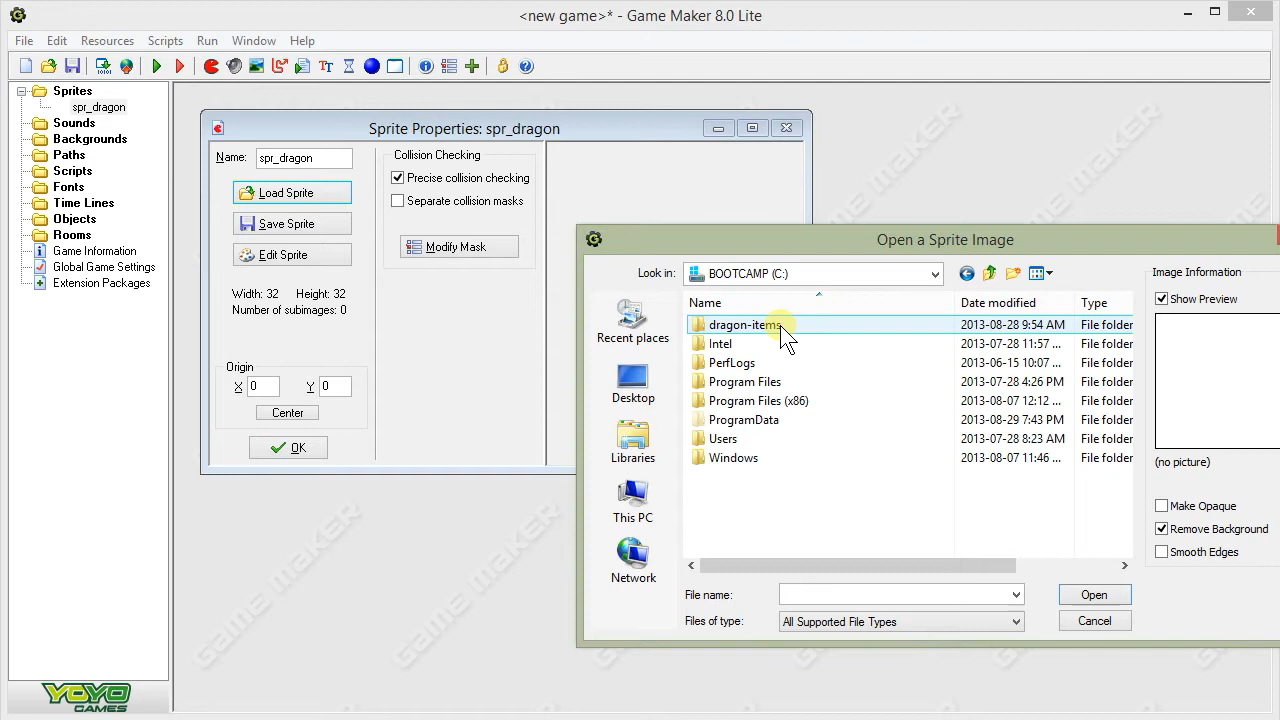 <new game>* - Game Maker 8.0 Lite
File Edit Resources Scripts Run Window Help
Sprites
spr_dragon
Sounds
Backgrounds
Paths
Scripts
Fonts
Time Lines
Objects
Rooms
Game Information
Global Game Settings
Extension Packages
YOYO
GAMES
Sprite Properties: spr_dragon
Name: spr_dragon
Load Sprite
Save Sprite
Edit Sprite
Width: 32 Height: 32
Number of subimages: 0
Origin
X 0 Y 0
Center
OK
Collision Checking
Precise collision checking
Separate collision masks
Modify Mask
Open a Sprite Image
Look in: BOOTCAMP (C:)
Recent places
Desktop
Libraries
This PC
Network
Name Date modified Type
dragon-items 2013-08-28 9:54 AM File folder
Intel 2013-07-28 11:57 ... File folder
PerfLogs 2013-06-15 10:07 ... File folder
Program Files 2013-07-28 4:26 PM File folder
Program Files (x86) 2013-08-07 12:12 ... File folder
ProgramData 2013-08-29 7:43 PM File folder
Users 2013-07-28 8:23 AM File folder
Windows 2013-08-07 11:46 ... File folder
File name: Open
Files of type: All Supported File Types Cancel
Image Information
Show Preview
(no picture)
Make Opaque
Remove Background
Smooth Edges
GAME MAKER
GAME MAKER
GAME MAKER
GAME MAKER